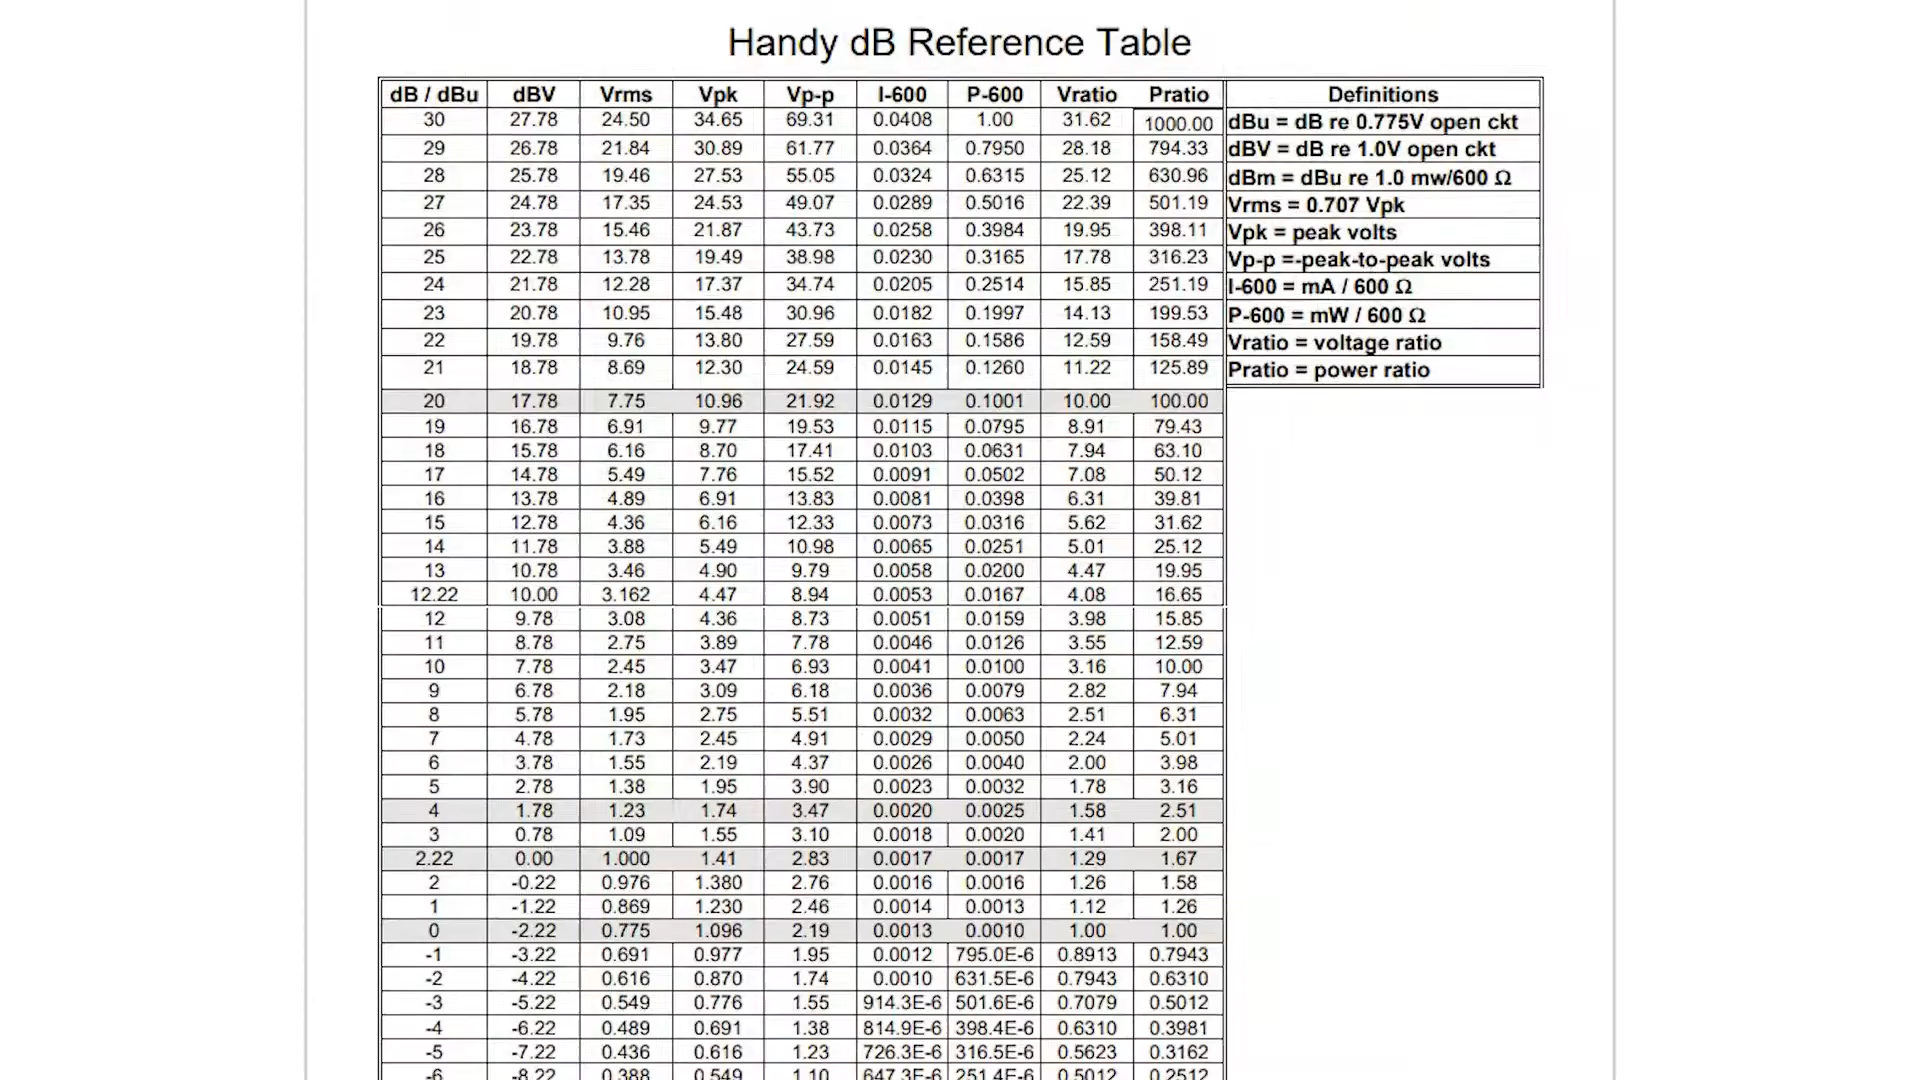 Handy dB Reference Table
dB / dBu dBV Vrms Vpk Vp-p I-600 P-600 Vratio Pratio Definitions
30 27.78 24.50 34.65 69.31 0.0408 1.00 31.62 1000.00 dBu = dB re 0.775V open ckt
29 26.78 21.84 30.89 61.77 0.0364 0.7950 28.18 794.33 dBV = dB re 1.0V open ckt
28 25.78 19.46 27.53 55.05 0.0324 0.6315 25.12 630.96 dBm = dBu re 1.0 mw/600 Ω
27 24.78 17.35 24.53 49.07 0.0289 0.5016 22.39 501.19 Vrms = 0.707 Vpk
26 23.78 15.46 21.87 43.73 0.0258 0.3984 19.95 398.11 Vpk = peak volts
25 22.78 13.78 19.49 38.98 0.0230 0.3165 17.78 316.23 Vp-p =-peak-to-peak volts
24 21.78 12.28 17.37 34.74 0.0205 0.2514 15.85 251.19 I-600 = mA / 600 Ω
23 20.78 10.95 15.48 30.96 0.0182 0.1997 14.13 199.53 P-600 = mW / 600 Ω
22 19.78 9.76 13.80 27.59 0.0163 0.1586 12.59 158.49 Vratio = voltage ratio
21 18.78 8.69 12.30 24.59 0.0145 0.1260 11.22 125.89 Pratio = power ratio
20 17.78 7.75 10.96 21.92 0.0129 0.1001 10.00 100.00
19 16.78 6.91 9.77 19.53 0.0115 0.0795 8.91 79.43
18 15.78 6.16 8.70 17.41 0.0103 0.0631 7.94 63.10
17 14.78 5.49 7.76 15.52 0.0091 0.0502 7.08 50.12
16 13.78 4.89 6.91 13.83 0.0081 0.0398 6.31 39.81
15 12.78 4.36 6.16 12.33 0.0073 0.0316 5.62 31.62
14 11.78 3.88 5.49 10.98 0.0065 0.0251 5.01 25.12
13 10.78 3.46 4.90 9.79 0.0058 0.0200 4.47 19.95
12.22 10.00 3.162 4.47 8.94 0.0053 0.0167 4.08 16.65
12 9.78 3.08 4.36 8.73 0.0051 0.0159 3.98 15.85
11 8.78 2.75 3.89 7.78 0.0046 0.0126 3.55 12.59
10 7.78 2.45 3.47 6.93 0.0041 0.0100 3.16 10.00
9 6.78 2.18 3.09 6.18 0.0036 0.0079 2.82 7.94
8 5.78 1.95 2.75 5.51 0.0032 0.0063 2.51 6.31
7 4.78 1.73 2.45 4.91 0.0029 0.0050 2.24 5.01
6 3.78 1.55 2.19 4.37 0.0026 0.0040 2.00 3.98
5 2.78 1.38 1.95 3.90 0.0023 0.0032 1.78 3.16
4 1.78 1.23 1.74 3.47 0.0020 0.0025 1.58 2.51
3 0.78 1.09 1.55 3.10 0.0018 0.0020 1.41 2.00
2.22 0.00 1.000 1.41 2.83 0.0017 0.0017 1.29 1.67
2 -0.22 0.976 1.380 2.76 0.0016 0.0016 1.26 1.58
1 -1.22 0.869 1.230 2.46 0.0014 0.0013 1.12 1.26
0 -2.22 0.775 1.096 2.19 0.0013 0.0010 1.00 1.00
-1 -3.22 0.691 0.977 1.95 0.0012 795.0E-6 0.8913 0.7943
-2 -4.22 0.616 0.870 1.74 0.0010 631.5E-6 0.7943 0.6310
-3 -5.22 0.549 0.776 1.55 914.3E-6 501.6E-6 0.7079 0.5012
-4 -6.22 0.489 0.691 1.38 814.9E-6 398.4E-6 0.6310 0.3981
-5 -7.22 0.436 0.616 1.23 726.3E-6 316.5E-6 0.5623 0.3162
-6 -8.22 0.388 0.549 1.10 647.3E-6 251.4E-6 0.5012 0.2512